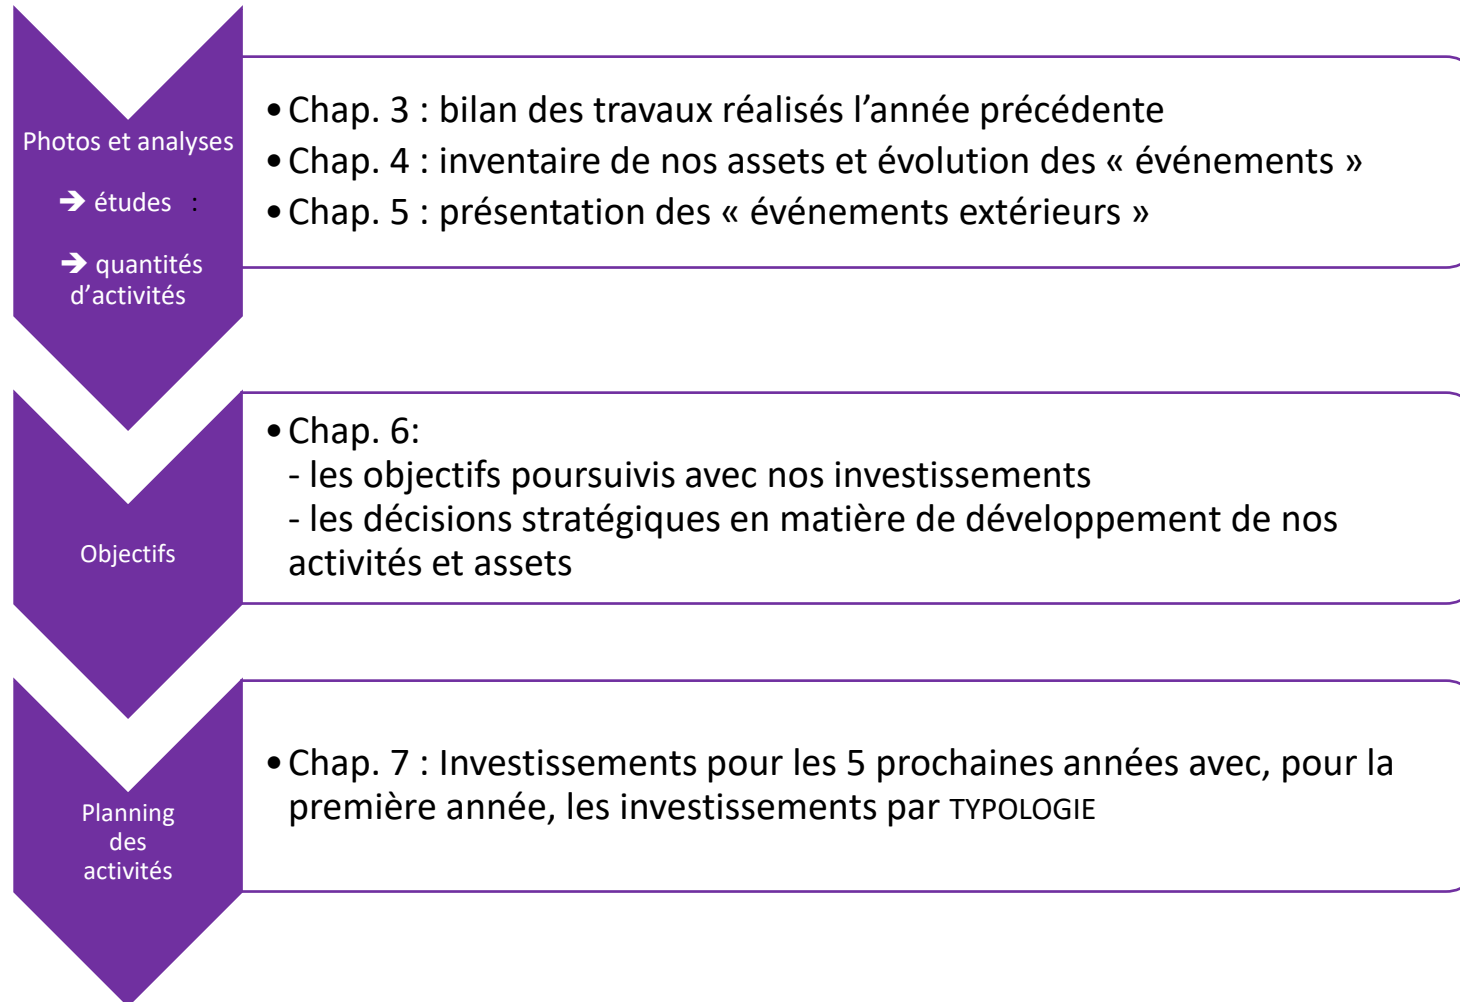 Photos et analyses
➔ études :
➔ quantités
d’activités
•Chap. 3 : bilan des travaux réalisés l’année précédente
•Chap. 4 : inventaire de nos assets et évolution des « événements »
•Chap. 5 : présentation des « événements extérieurs »
Objectifs
•Chap. 6:
- les objectifs poursuivis avec nos investissements
- les décisions stratégiques en matière de développement de nos
activités et assets
Planning
des
activités
•Chap. 7 : Investissements pour les 5 prochaines années avec, pour la
première année, les investissements par TYPOLOGIE